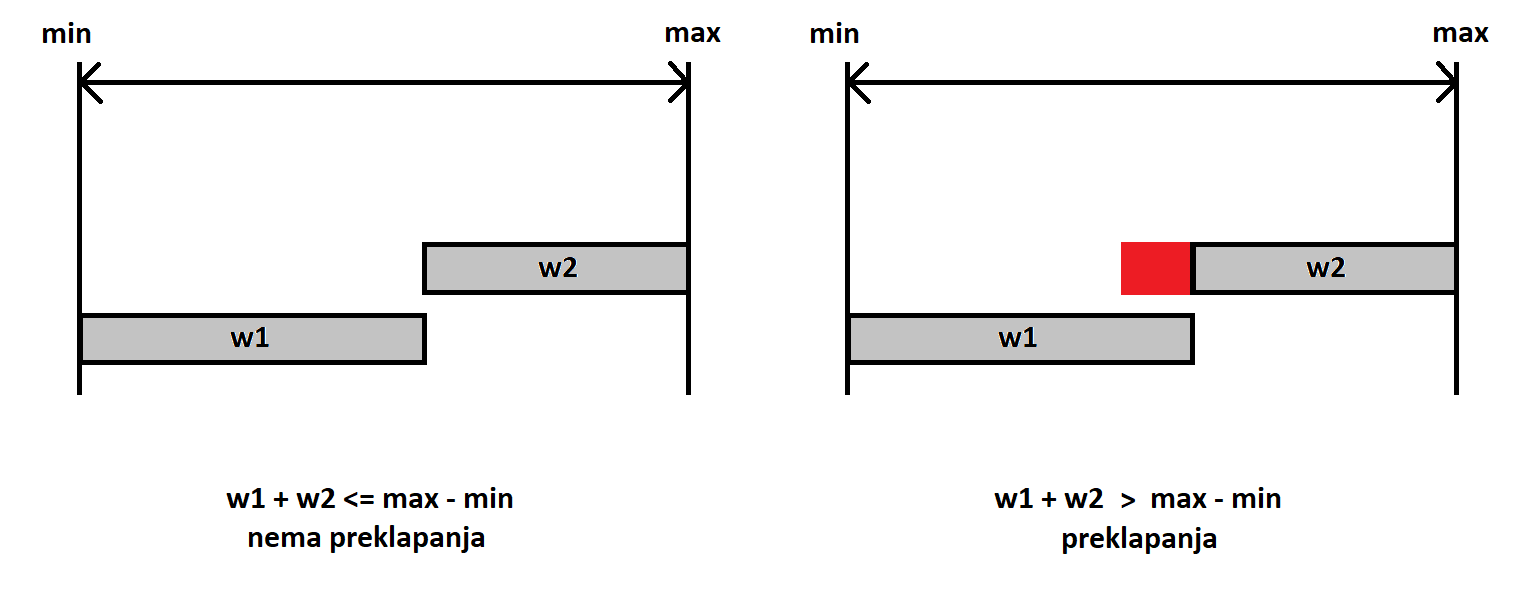 min
max
w2
w1
w1 + w2 <= max - min
nema preklapanja
min
max
w2
w1
w1 + w2 > max - min
preklapanja